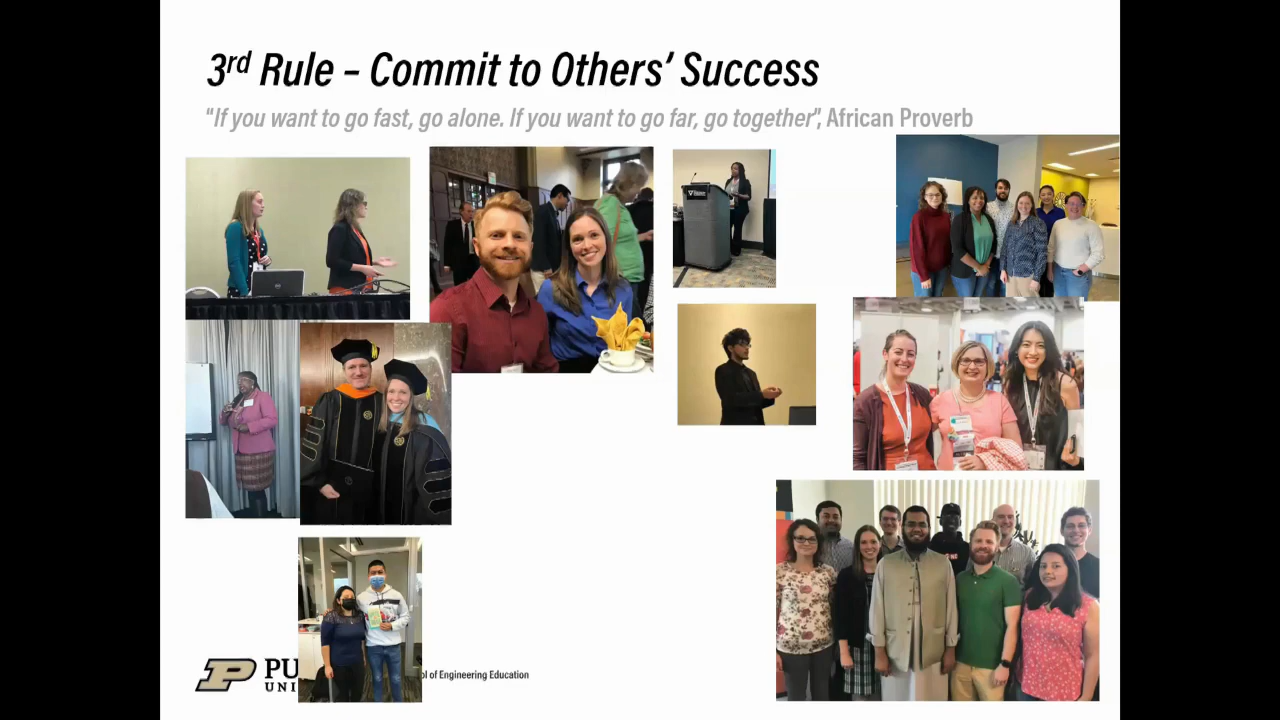 3rd Rule – Commit to Others’ Success
“If you want to go fast, go alone. If you want to go far, go together”, African Proverb
DELL
PU
UNI
ol of Engineering Education